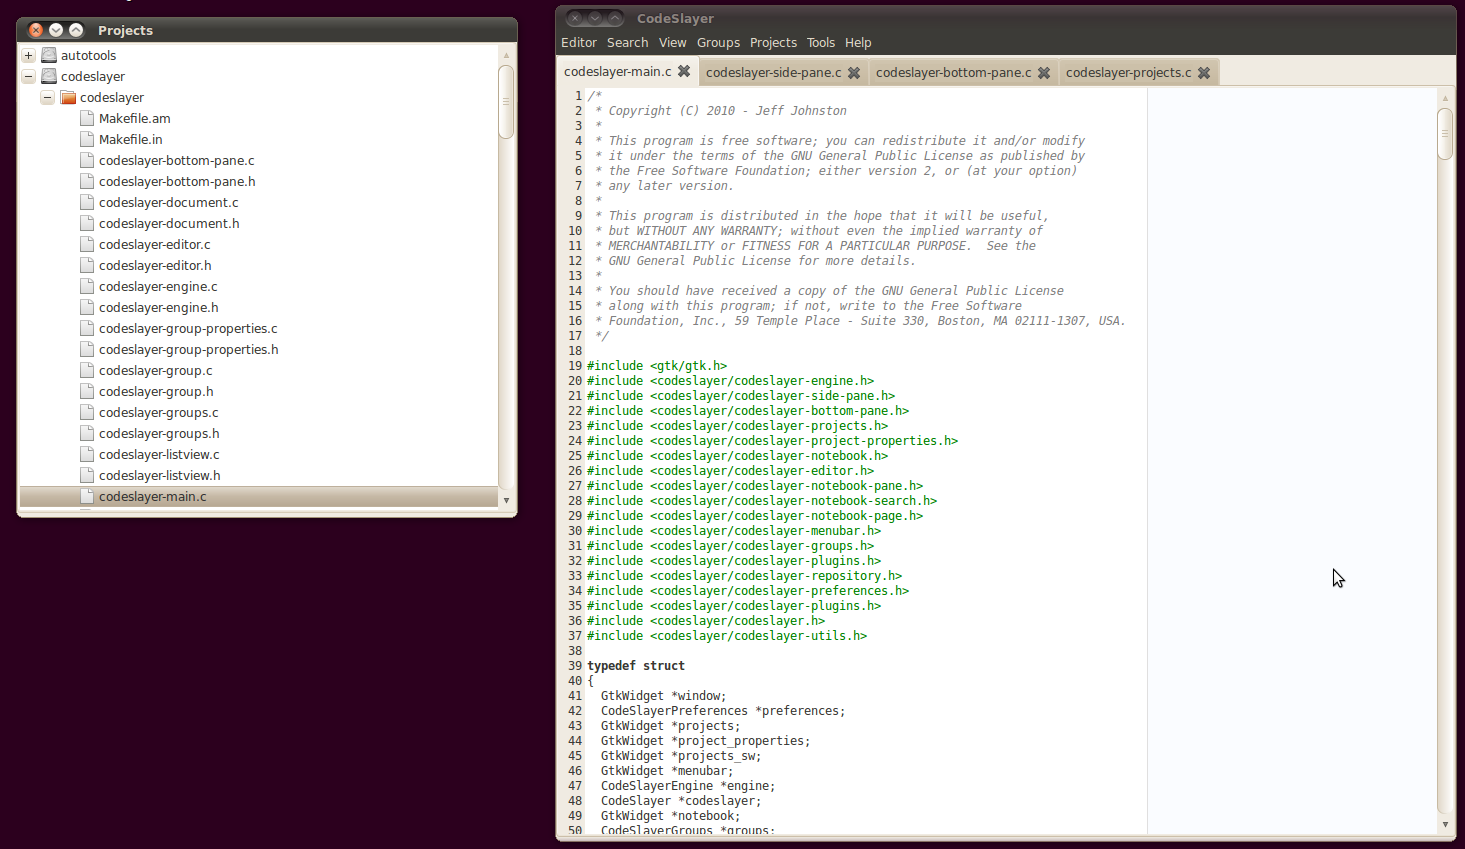 Projects
autotools
codeslayer
codeslayer
Makefile.am
Makefile.in
codeslayer-bottom-pane.c
codeslayer-bottom-pane.h
codeslayer-document.c
codeslayer-document.h
codeslayer-editor.c
codeslayer-editor.h
codeslayer-engine.c
codeslayer-engine.h
codeslayer-group-properties.c
codeslayer-group-properties.h
codeslayer-group.c
codeslayer-group.h
codeslayer-groups.c
codeslayer-groups.h
codeslayer-listview.c
codeslayer-listview.h
codeslayer-main.c
CodeSlayer
Editor Search View Groups Projects Tools Help
codeslayer-main.c codeslayer-side-pane.c codeslayer-bottom-pane.c codeslayer-projects.c
1 /*
2  * Copyright (C) 2010 - Jeff Johnston
3  *
4  * This program is free software; you can redistribute it and/or modify
5  * it under the terms of the GNU General Public License as published by
6  * the Free Software Foundation; either version 2, or (at your option)
7  * any later version.
8  *
9  * This program is distributed in the hope that it will be useful,
10  * but WITHOUT ANY WARRANTY; without even the implied warranty of
11  * MERCHANTABILITY or FITNESS FOR A PARTICULAR PURPOSE.  See the
12  * GNU General Public License for more details.
13  *
14  * You should have received a copy of the GNU General Public License
15  * along with this program; if not, write to the Free Software
16  * Foundation, Inc., 59 Temple Place - Suite 330, Boston, MA 02111-1307, USA.
17  */
18
19 #include <gtk/gtk.h>
20 #include <codeslayer/codeslayer-engine.h>
21 #include <codeslayer/codeslayer-side-pane.h>
22 #include <codeslayer/codeslayer-bottom-pane.h>
23 #include <codeslayer/codeslayer-projects.h>
24 #include <codeslayer/codeslayer-project-properties.h>
25 #include <codeslayer/codeslayer-notebook.h>
26 #include <codeslayer/codeslayer-editor.h>
27 #include <codeslayer/codeslayer-notebook-pane.h>
28 #include <codeslayer/codeslayer-notebook-search.h>
29 #include <codeslayer/codeslayer-notebook-page.h>
30 #include <codeslayer/codeslayer-menubar.h>
31 #include <codeslayer/codeslayer-groups.h>
32 #include <codeslayer/codeslayer-plugins.h>
33 #include <codeslayer/codeslayer-repository.h>
34 #include <codeslayer/codeslayer-preferences.h>
35 #include <codeslayer/codeslayer-plugins.h>
36 #include <codeslayer/codeslayer.h>
37 #include <codeslayer/codeslayer-utils.h>
38
39 typedef struct
40 {
41   GtkWidget *window;
42   CodeSlayerPreferences *preferences;
43   GtkWidget *projects;
44   GtkWidget *project_properties;
45   GtkWidget *projects_sw;
46   GtkWidget *menubar;
47   CodeSlayerEngine *engine;
48   CodeSlayer *codeslayer;
49   GtkWidget *notebook;
50   CodeSlayerGroups *groups;